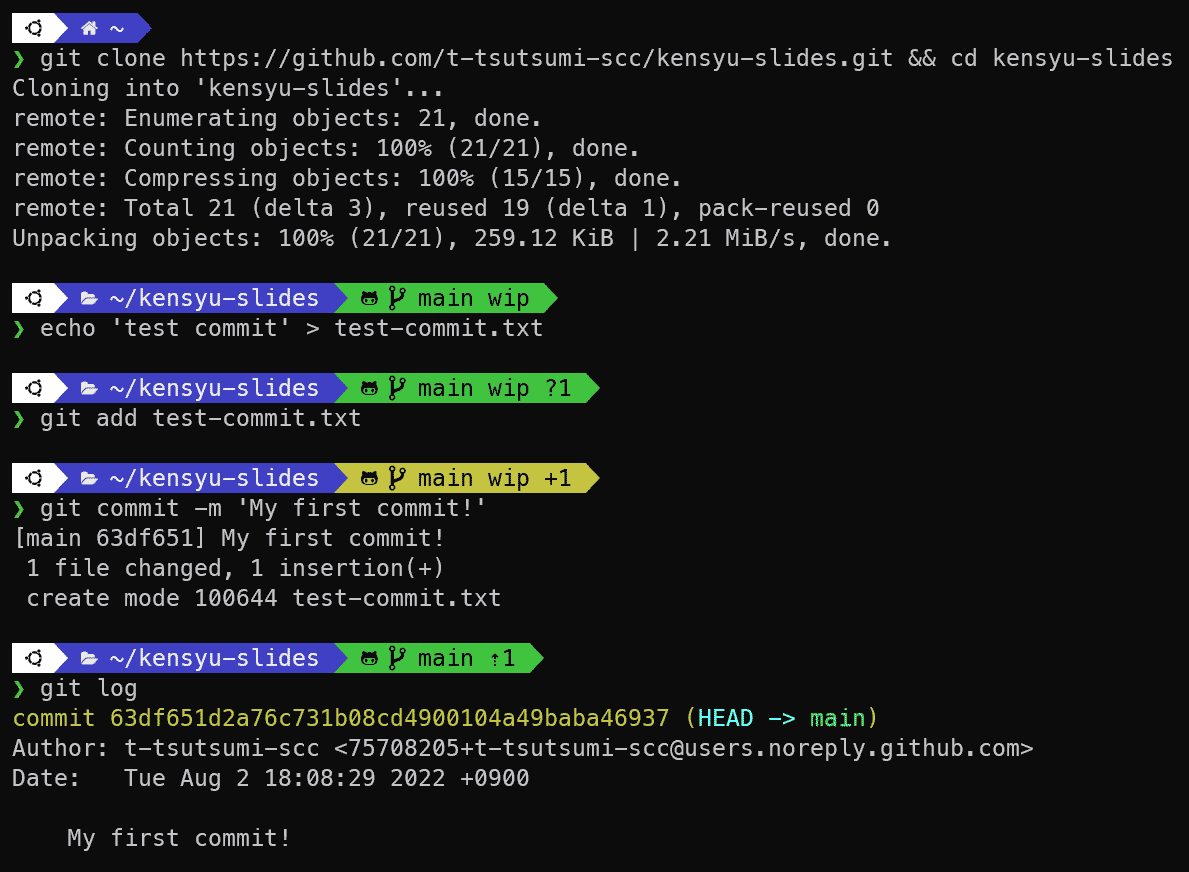 ~
❯ git clone https://github.com/t-tsutsumi-scc/kensyu-slides.git && cd kensyu-slides
Cloning into 'kensyu-slides'...
remote: Enumerating objects: 21, done.
remote: Counting objects: 100% (21/21), done.
remote: Compressing objects: 100% (15/15), done.
remote: Total 21 (delta 3), reused 19 (delta 1), pack-reused 0
Unpacking objects: 100% (21/21), 259.12 KiB | 2.21 MiB/s, done.
~/kensyu-slides main wip
❯ echo 'test commit' > test-commit.txt
~/kensyu-slides main wip ?1
❯ git add test-commit.txt
~/kensyu-slides main wip +1
❯ git commit -m 'My first commit!'
[main 63df651] My first commit!
1 file changed, 1 insertion(+)
create mode 100644 test-commit.txt
~/kensyu-slides main ⇡1
❯ git log
commit 63df651d2a76c731b08cd4900104a49baba46937 (HEAD -> main)
Author: t-tsutsumi-scc <75708205+t-tsutsumi-scc@users.noreply.github.com>
Date:   Tue Aug 2 18:08:29 2022 +0900
My first commit!